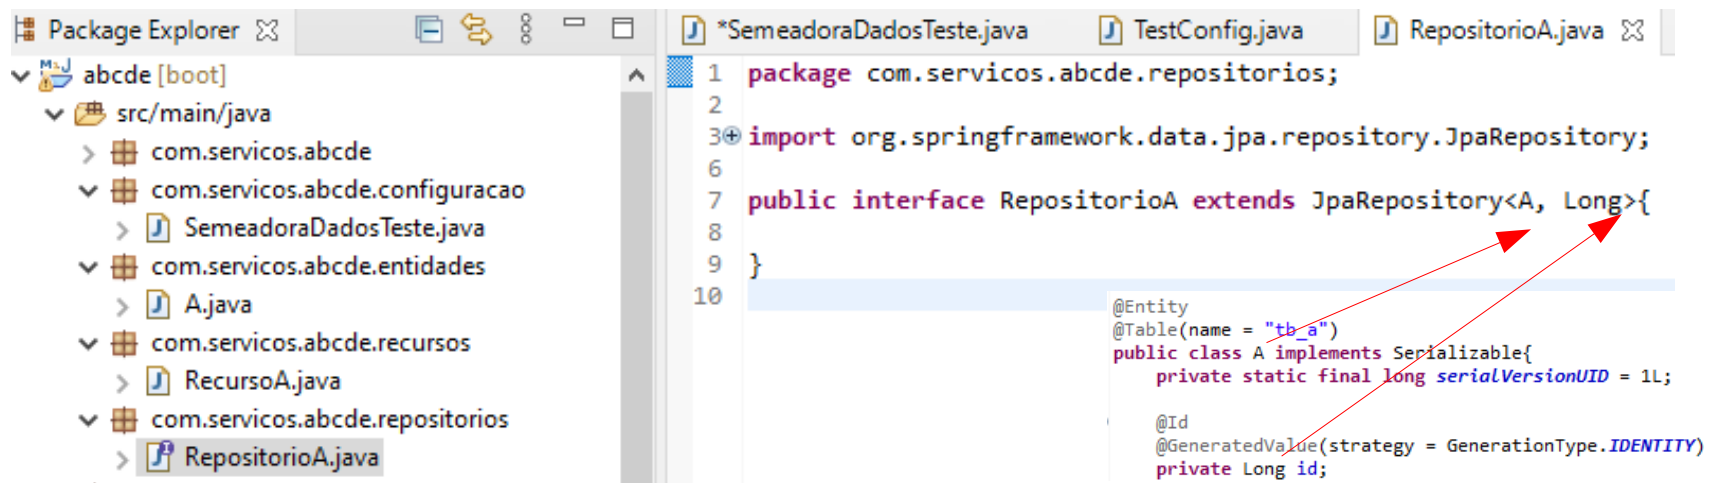 Package Explorer
abcde [boot]
src/main/java
com.servicos.abcde
com.servicos.abcde.configuracao
SemeadoraDadosTeste.java
com.servicos.abcde.entidades
A.java
com.servicos.abcde.recursos
RecursoA.java
com.servicos.abcde.repositorios
RepositorioA.java
*SemeadoraDadosTeste.java TestConfig.java RepositorioA.java
1 package com.servicos.abcde.repositorios;
2
3 import org.springframework.data.jpa.repository.JpaRepository;
6
7 public interface RepositorioA extends JpaRepository<A, Long>{
8
9 }
10
@Entity
@Table(name = "tb_a")
public class A implements Serializable{
private static final long serialVersionUID = 1L;
@Id
@GeneratedValue(strategy = GenerationType.IDENTITY)
private Long id;